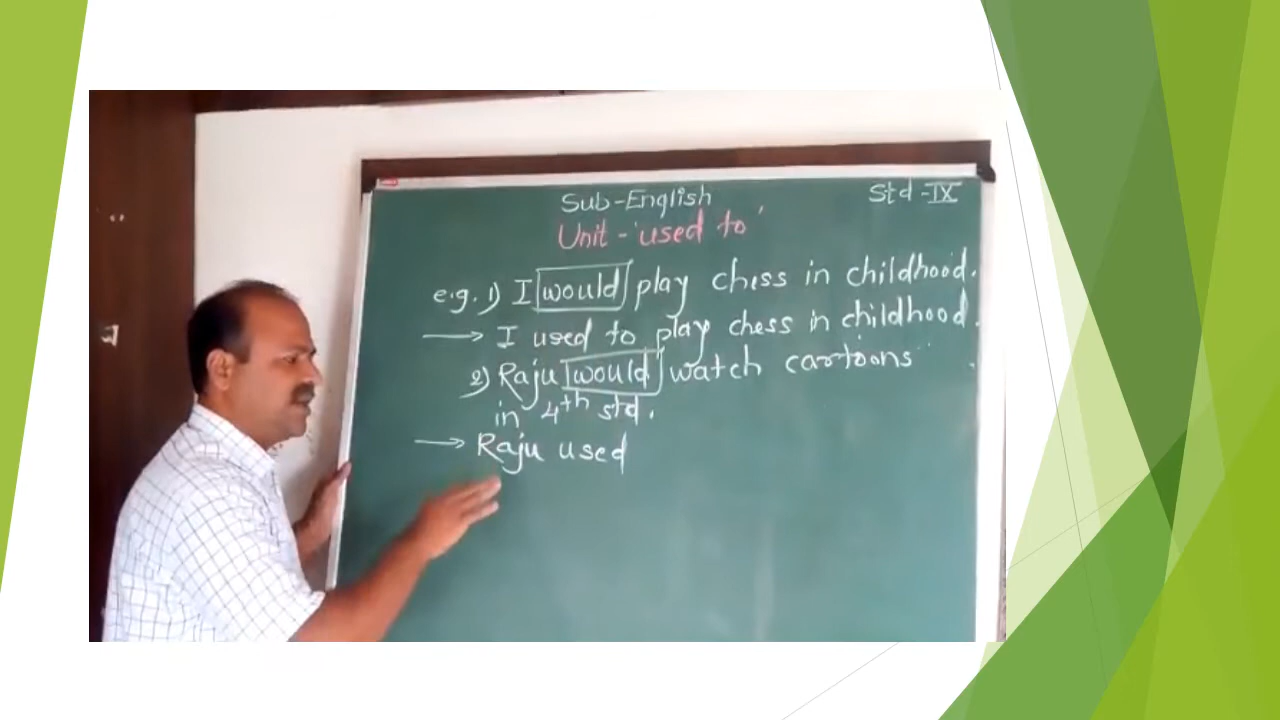 Sub-English
Std-IX
Unit-'used to'
e.g. 1) I would play chess in childhood.
→ I used to play chess in childhood.
2) Raju would watch cartoons
in 4th std.
→ Raju used